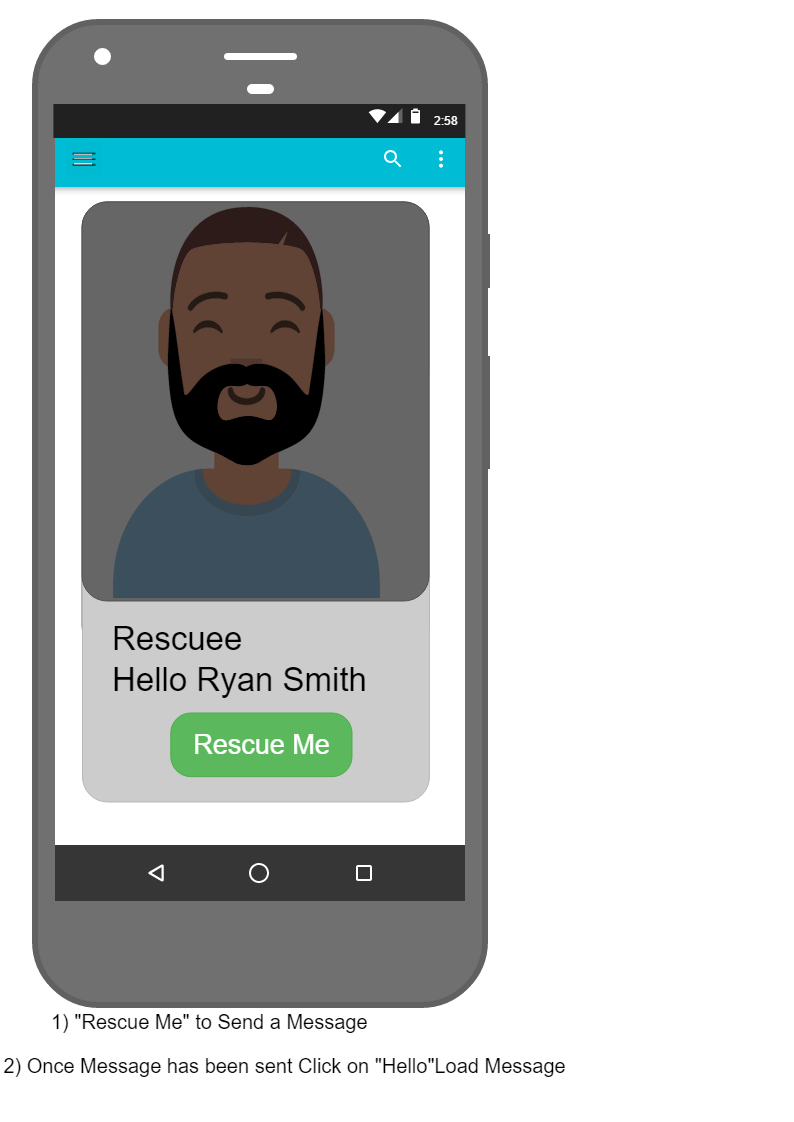 2:58
Rescuee
Hello Ryan Smith
Rescue Me
1) "Rescue Me" to Send a Message
2) Once Message has been sent Click on "Hello"Load Message